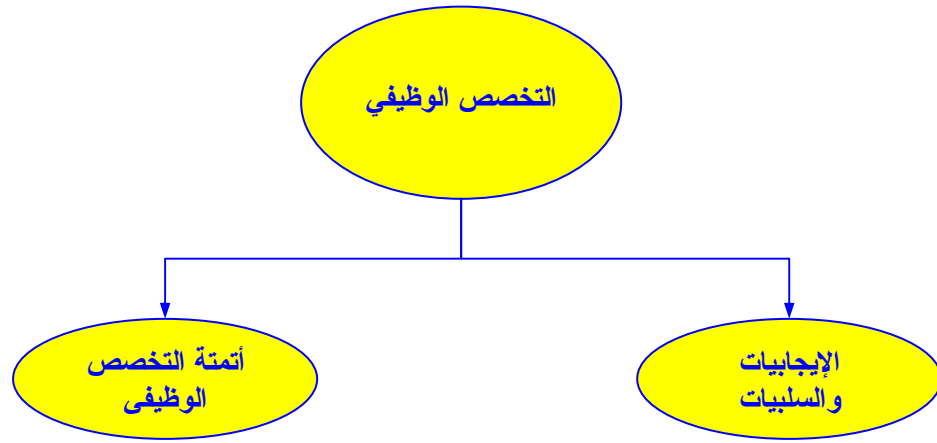 التخصص الوظيفي
الإيجابيات
والسلبيات
أتمتة التخصص
الوظيفى